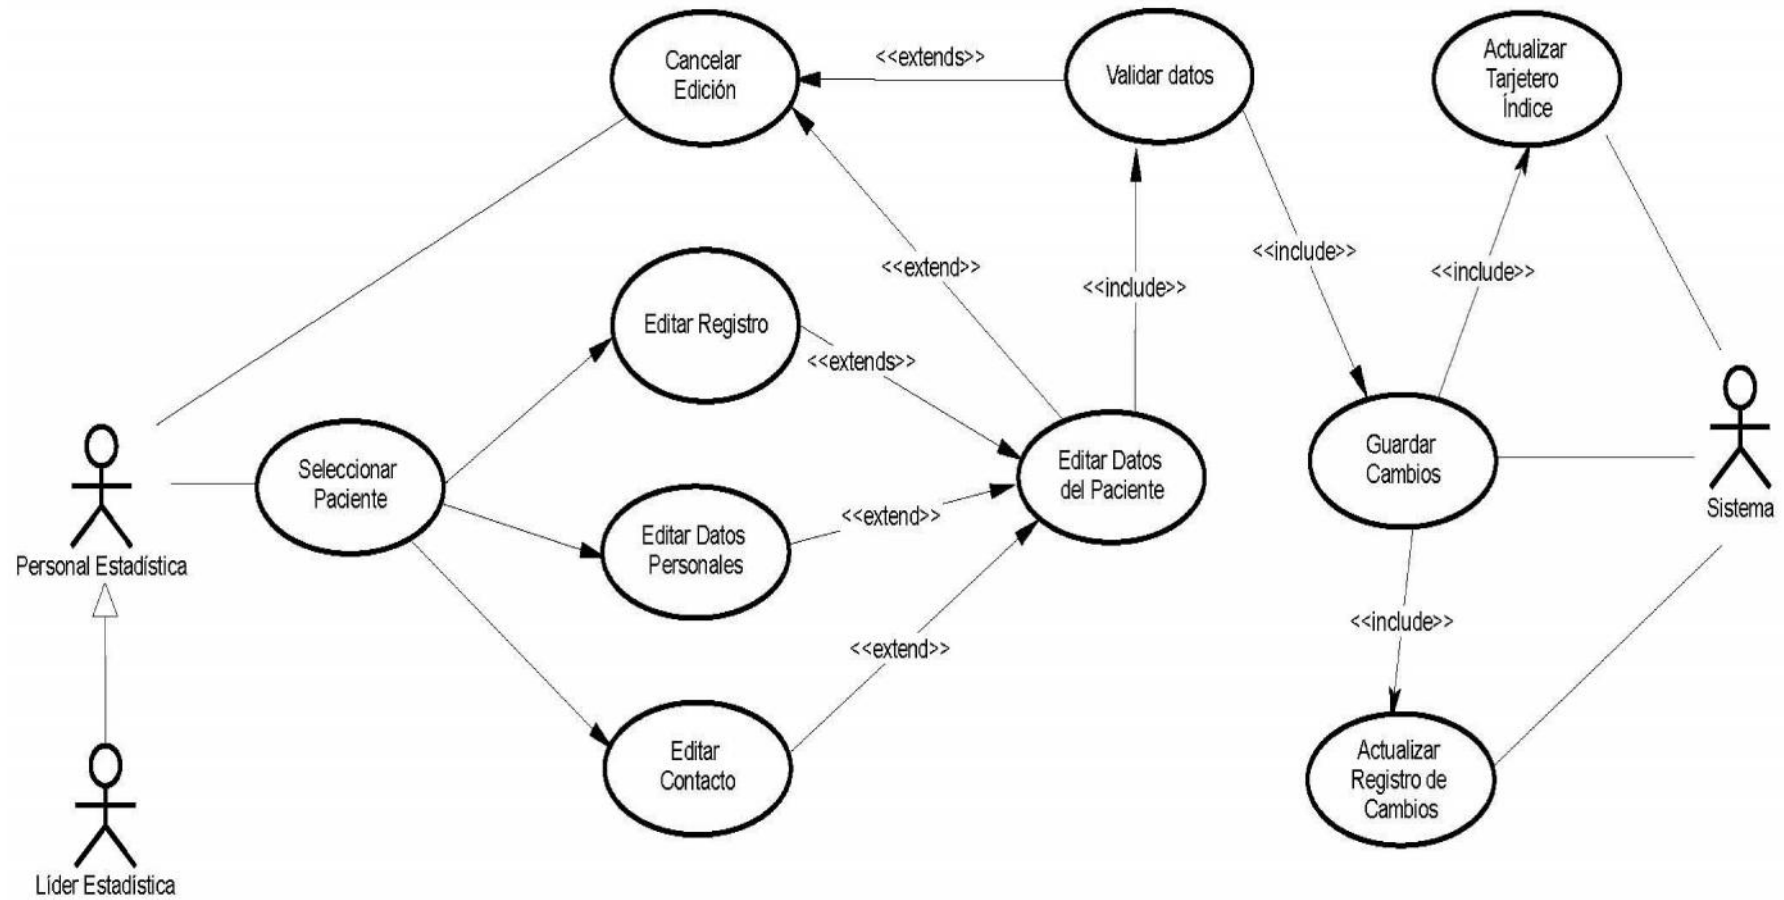 Cancelar
Edición
<<extends>>
Validar datos
Actualizar
Tarjetero
Índice
<<extend>>
<<include>>
<<include>>
<<include>>
Editar Registro
<<extends>>
Seleccionar
Paciente
Editar Datos
del Paciente
Guardar
Cambios
Sistema
Personal Estadística
Editar Datos
Personales
<<extend>>
<<extend>>
<<include>>
Editar
Contacto
Actualizar
Registro de
Cambios
Líder Estadística